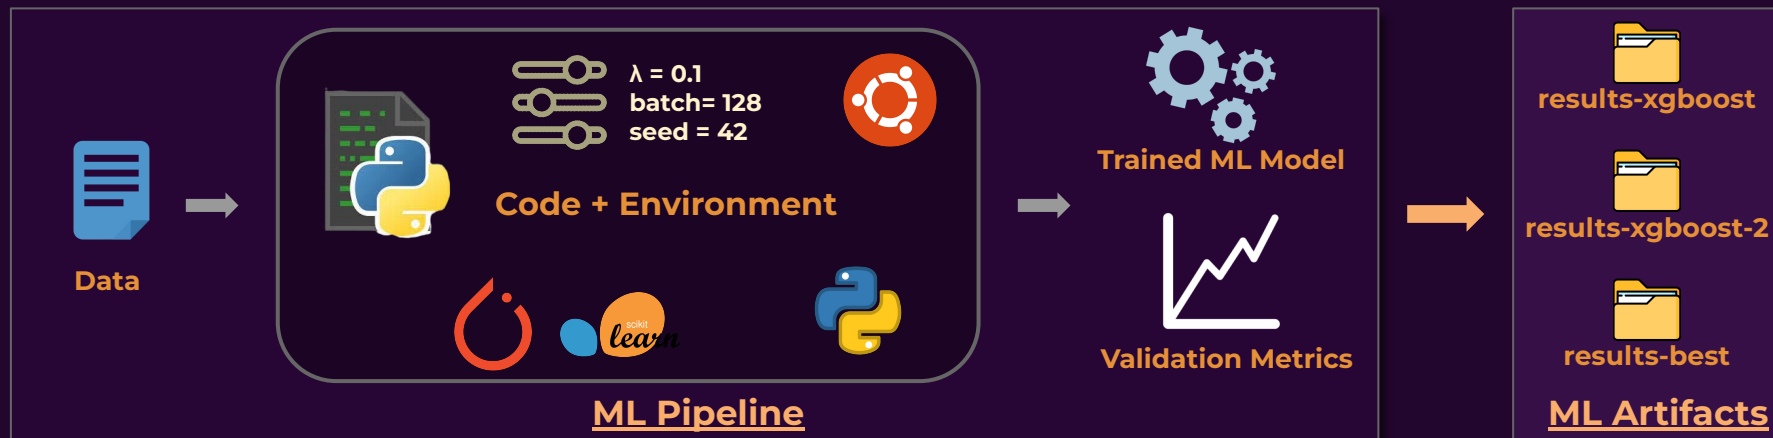 Data
λ = 0.1
batch= 128
seed = 42
Code + Environment
scikit
learn
Trained ML Model
Validation Metrics
ML Pipeline
results-xgboost
results-xgboost-2
results-best
ML Artifacts